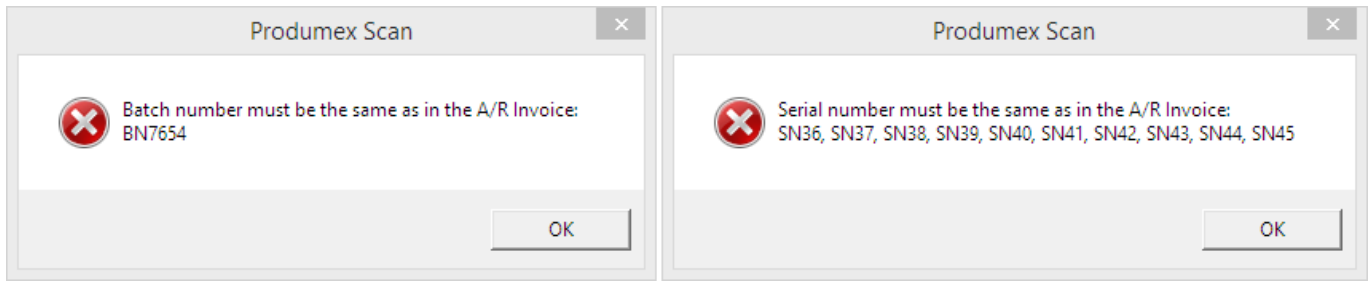 Produmex Scan
Batch number must be the same as in the A/R Invoice:
BN7654
OK
Produmex Scan
Serial number must be the same as in the A/R Invoice:
SN36, SN37, SN38, SN39, SN40, SN41, SN42, SN43, SN44, SN45
OK